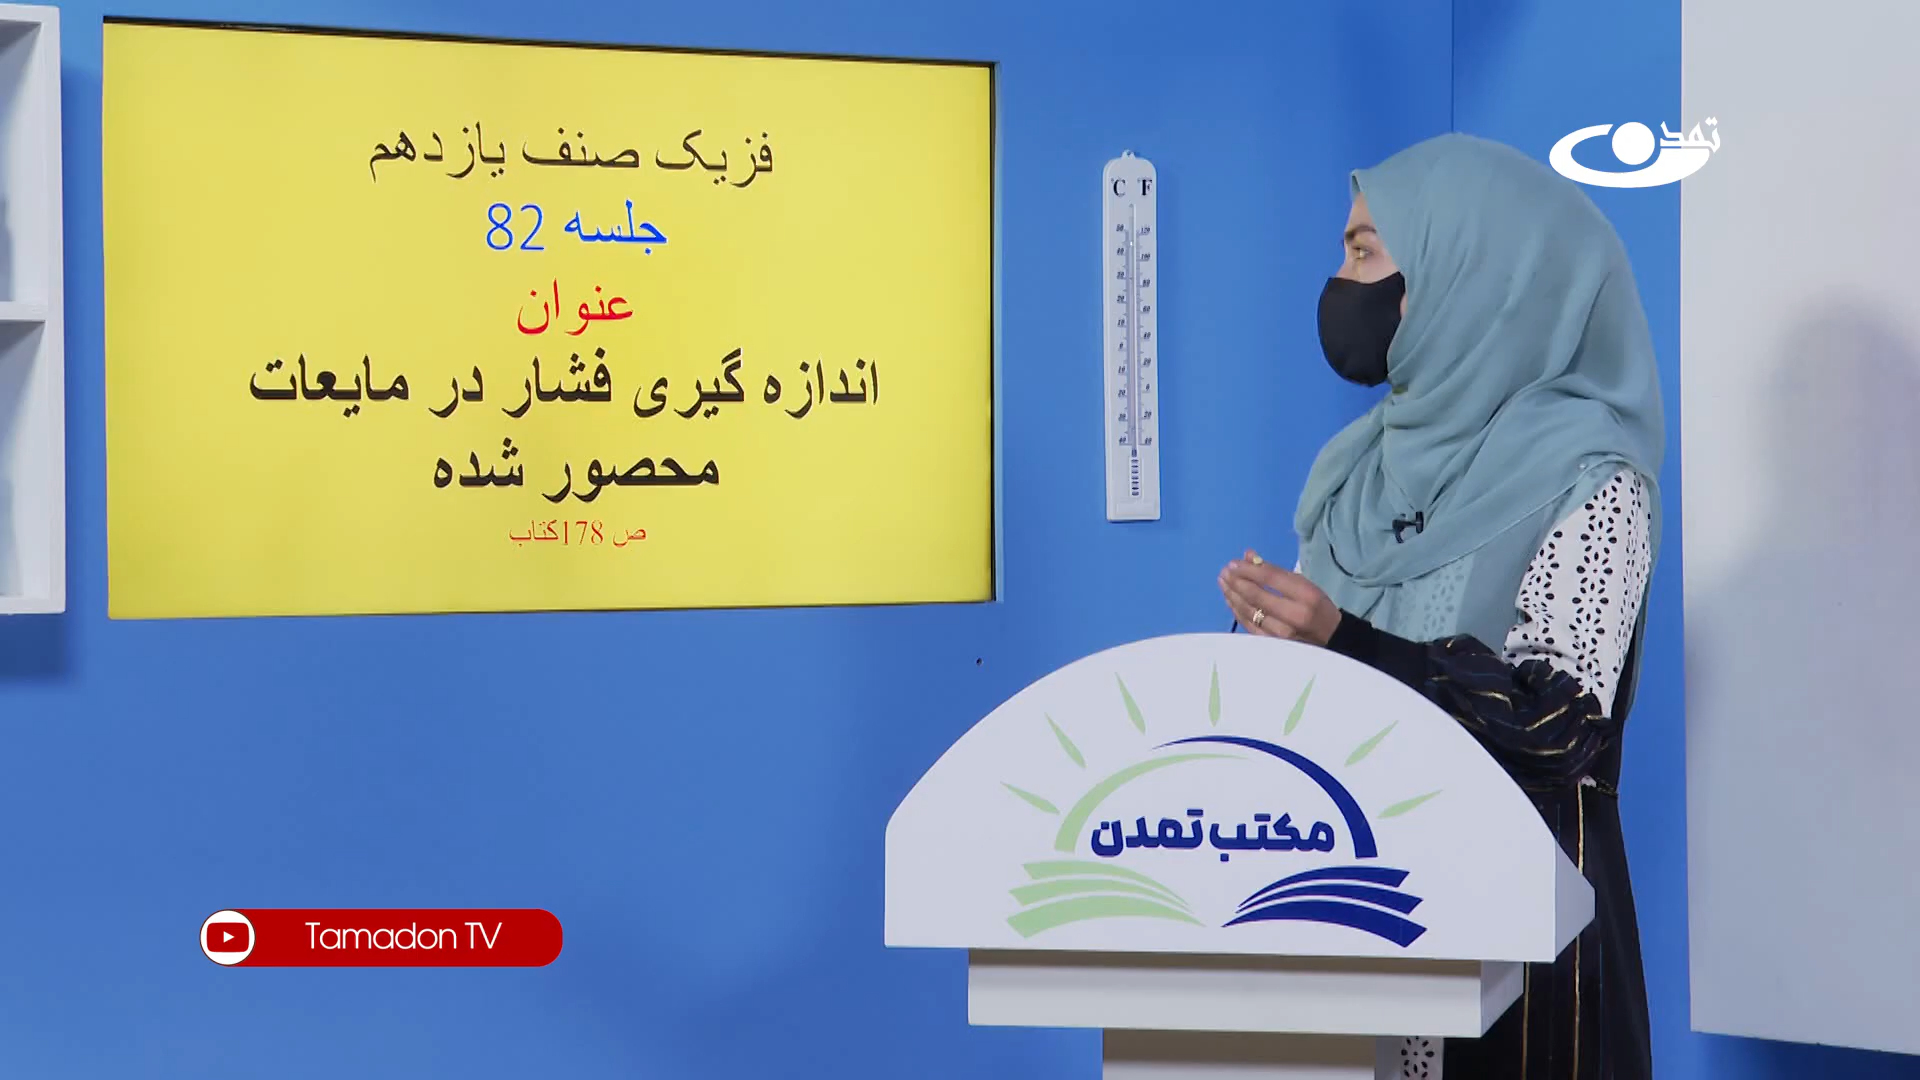 فزیک صنف یازدهم
جلسه 82
عنوان
اندازه گیری فشار در مایعات
محصور شده
ص 178کتاب
تمدن
°C °F
مکتب تمدن
Tamadon TV